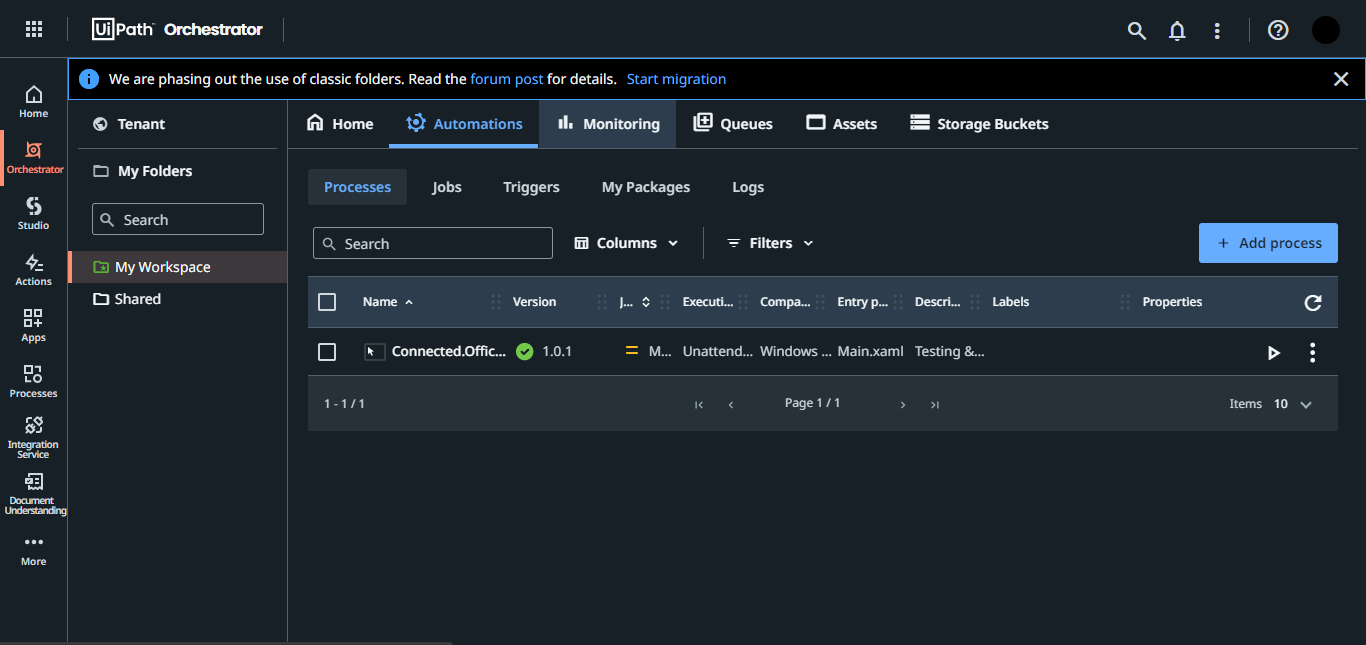 UiPath Orchestrator
We are phasing out the use of classic folders. Read the forum post for details. Start migration
Home
Orchestrator
Studio
Actions
Apps
Processes
Integration
Service
Document
Understanding
More
Tenant
My Folders
Search
My Workspace
Shared
Home Automations Monitoring Queues Assets Storage Buckets
Processes Jobs Triggers My Packages Logs
Search Columns Filters + Add process
Name Version J... Executi... Compa... Entry p... Descri... Labels Properties
Connected.Offic... 1.0.1 M... Unattend... Windows ... Main.xaml Testing &...
1 - 1 / 1 Page 1 / 1 Items 10